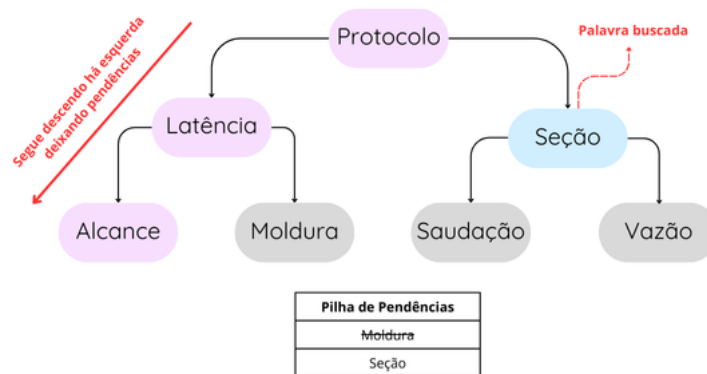 Protocolo
Palavra buscada
Segue descendo há esquerda
deixando pendências
Latência
Seção
Alcance
Moldura
Saudação
Vazão
Pilha de Pendências
Moldura
Seção